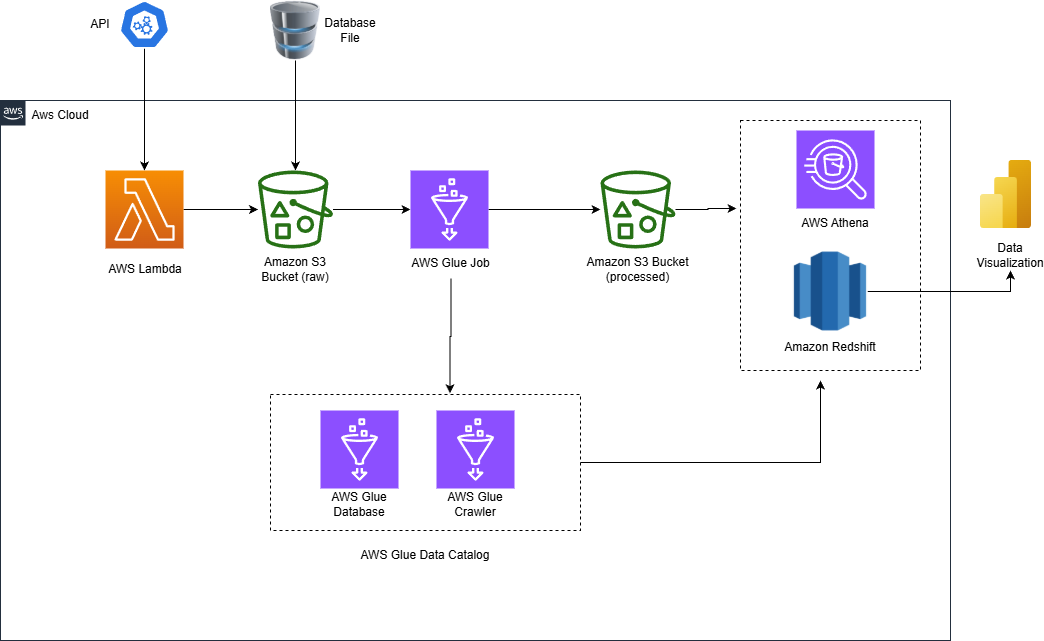 API
Database
File
aws
Aws Cloud
AWS Lambda
Amazon S3
Bucket (raw)
AWS Glue Job
Amazon S3 Bucket
(processed)
AWS Athena
Amazon Redshift
Data
Visualization
AWS Glue
Database
AWS Glue
Crawler
AWS Glue Data Catalog